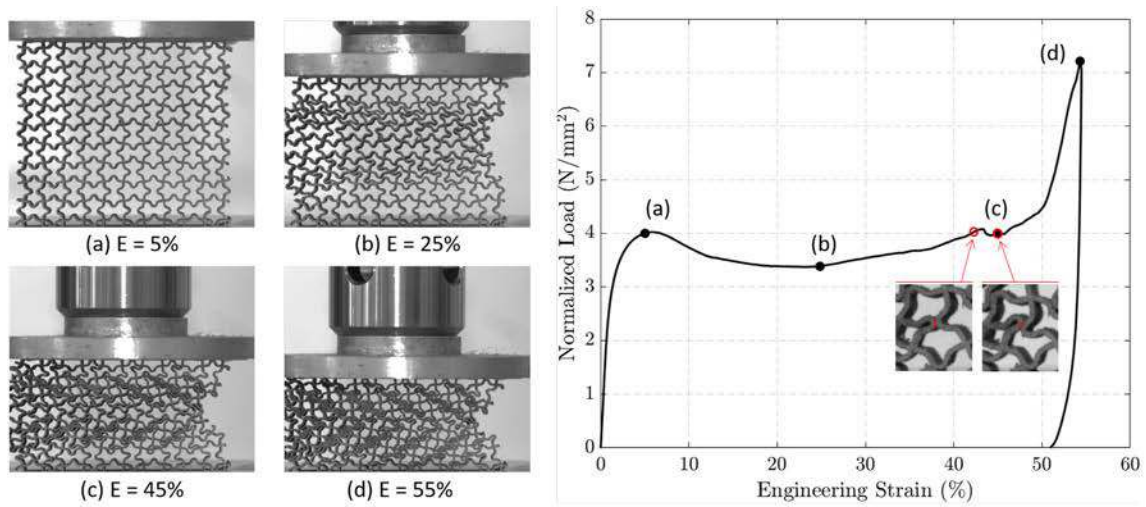 (a) E = 5%
(b) E = 25%
(c) E = 45%
(d) E = 55%
Normalized Load (N/mm²)
8
7
6
5
4
3
2
1
0
(a)
(b)
(c)
(d)
0 10 20 30 40 50 60
Engineering Strain (%)